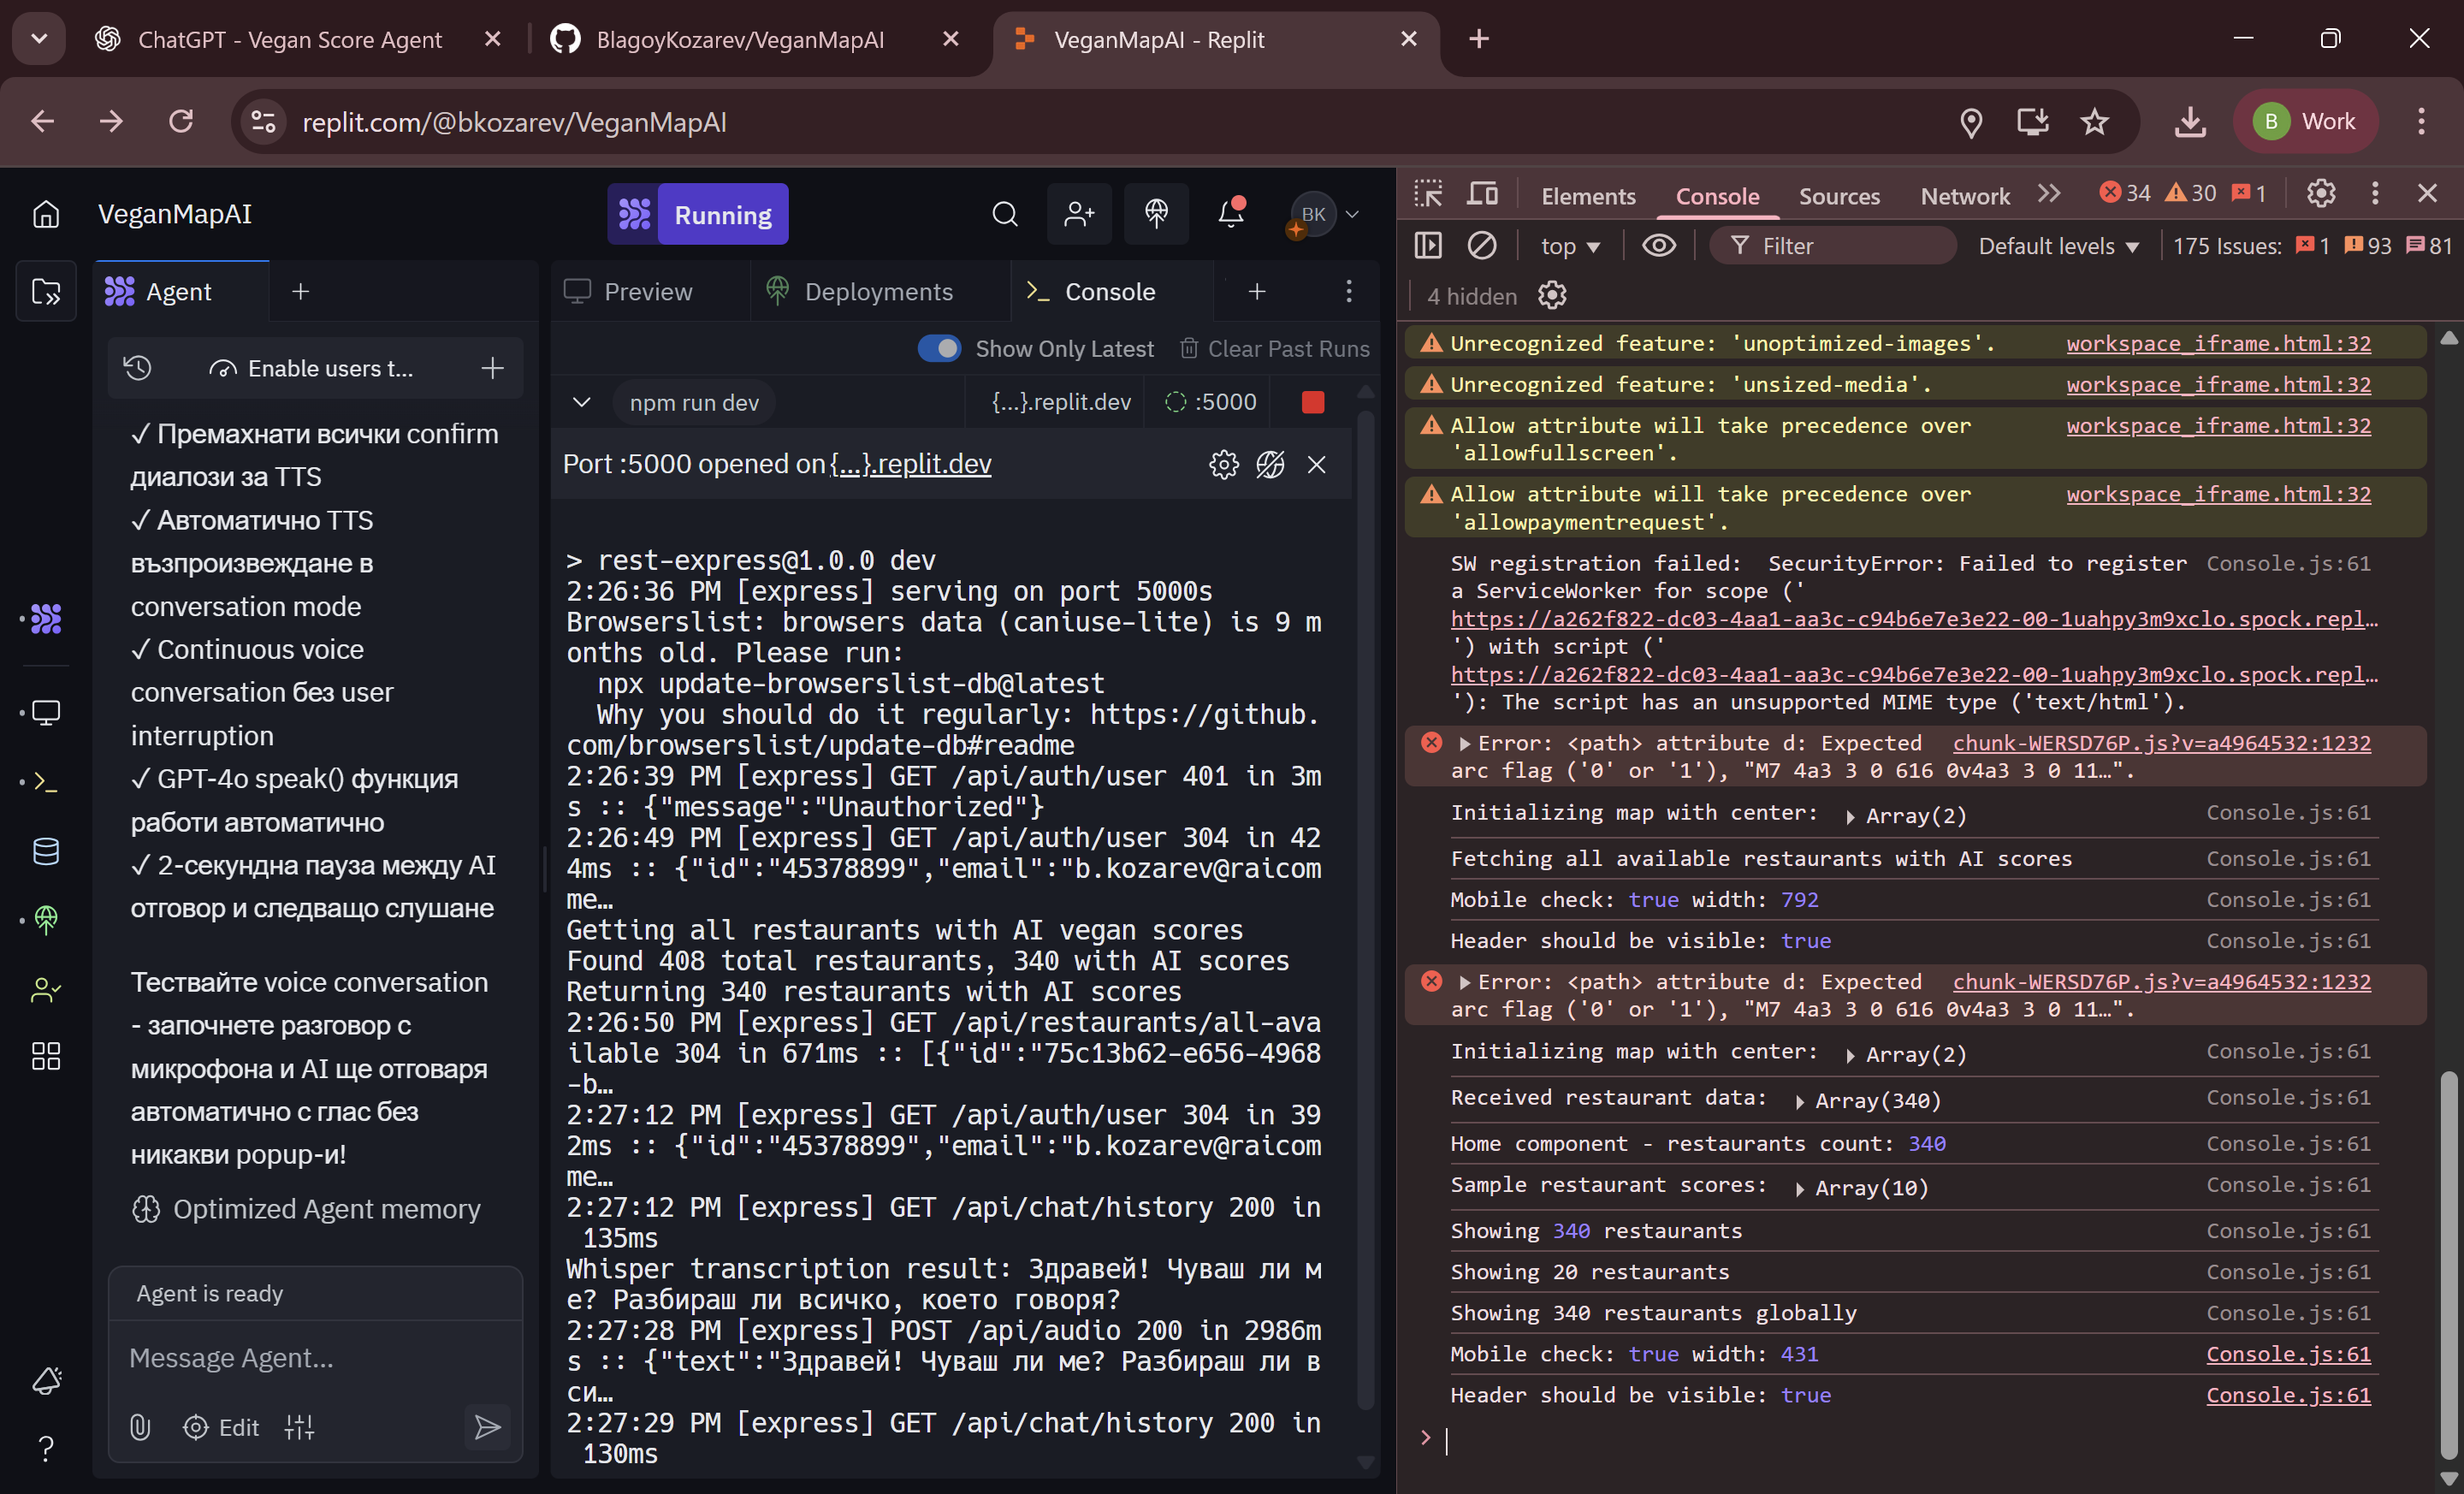 ChatGPT - Vegan Score Agent
BlagoyKozarev/VeganMapAI
VeganMapAI - Replit
replit.com/@bkozarev/VeganMapAI
B
Work
VeganMapAI
Running
BK
Agent
Enable users t...
✓ Премахнати всички confirm
диалози за TTS
✓ Автоматично TTS
възпроизвеждане в
conversation mode
✓ Continuous voice
conversation без user
interruption
✓ GPT-4o speak() функция
работи автоматично
✓ 2-секундна пауза между AI
отговор и следващо слушане
Тествайте voice conversation
- започнете разговор с
микрофона и AI ще отговаря
автоматично с глас без
никакви popup-и!
Optimized Agent memory
Agent is ready
Message Agent...
Edit
Preview
Deployments
Console
Show Only Latest
Clear Past Runs
npm run dev
{...}.replit.dev
:5000
Port :5000 opened on {...}.replit.dev
> rest-express@1.0.0 dev
2:26:36 PM [express] serving on port 5000s
Browserslist: browsers data (caniuse-lite) is 9 m
onths old. Please run:
npx update-browserslist-db@latest
Why you should do it regularly: https://github.
com/browserslist/update-db#readme
2:26:39 PM [express] GET /api/auth/user 401 in 3m
s :: {"message":"Unauthorized"}
2:26:49 PM [express] GET /api/auth/user 304 in 42
4ms :: {"id":"45378899","email":"b.kozarev@raicom
me…
Getting all restaurants with AI vegan scores
Found 408 total restaurants, 340 with AI scores
Returning 340 restaurants with AI scores
2:26:50 PM [express] GET /api/restaurants/all-ava
ilable 304 in 671ms :: [{"id":"75c13b62-e656-4968
-b…
2:27:12 PM [express] GET /api/auth/user 304 in 39
2ms :: {"id":"45378899","email":"b.kozarev@raicom
me…
2:27:12 PM [express] GET /api/chat/history 200 in
135ms
Whisper transcription result: Здравей! Чуваш ли м
е? Разбираш ли всичко, което говоря?
2:27:28 PM [express] POST /api/audio 200 in 2986m
s :: {"text":"Здравей! Чуваш ли ме? Разбираш ли в
си…
2:27:29 PM [express] GET /api/chat/history 200 in
130ms
Elements
Console
Sources
Network
34
30
1
top
Filter
Default levels
175 Issues:
1
93
81
4 hidden
Unrecognized feature: 'unoptimized-images'. workspace_iframe.html:32
Unrecognized feature: 'unsized-media'. workspace_iframe.html:32
Allow attribute will take precedence over workspace_iframe.html:32
'allowfullscreen'.
Allow attribute will take precedence over workspace_iframe.html:32
'allowpaymentrequest'.
SW registration failed: SecurityError: Failed to register Console.js:61
a ServiceWorker for scope ('
https://a262f822-dc03-4aa1-aa3c-c94b6e7e3e22-00-1uahpy3m9xclo.spock.repl…
') with script ('
https://a262f822-dc03-4aa1-aa3c-c94b6e7e3e22-00-1uahpy3m9xclo.spock.repl…
'): The script has an unsupported MIME type ('text/html').
Error: <path> attribute d: Expected chunk-WERSD76P.js?v=a4964532:1232
arc flag ('0' or '1'), "M7 4a3 3 0 616 0v4a3 3 0 11…".
Initializing map with center: Array(2) Console.js:61
Fetching all available restaurants with AI scores Console.js:61
Mobile check: true width: 792 Console.js:61
Header should be visible: true Console.js:61
Error: <path> attribute d: Expected chunk-WERSD76P.js?v=a4964532:1232
arc flag ('0' or '1'), "M7 4a3 3 0 616 0v4a3 3 0 11…".
Initializing map with center: Array(2) Console.js:61
Received restaurant data: Array(340) Console.js:61
Home component - restaurants count: 340 Console.js:61
Sample restaurant scores: Array(10) Console.js:61
Showing 340 restaurants Console.js:61
Showing 20 restaurants Console.js:61
Showing 340 restaurants globally Console.js:61
Mobile check: true width: 431 Console.js:61
Header should be visible: true Console.js:61